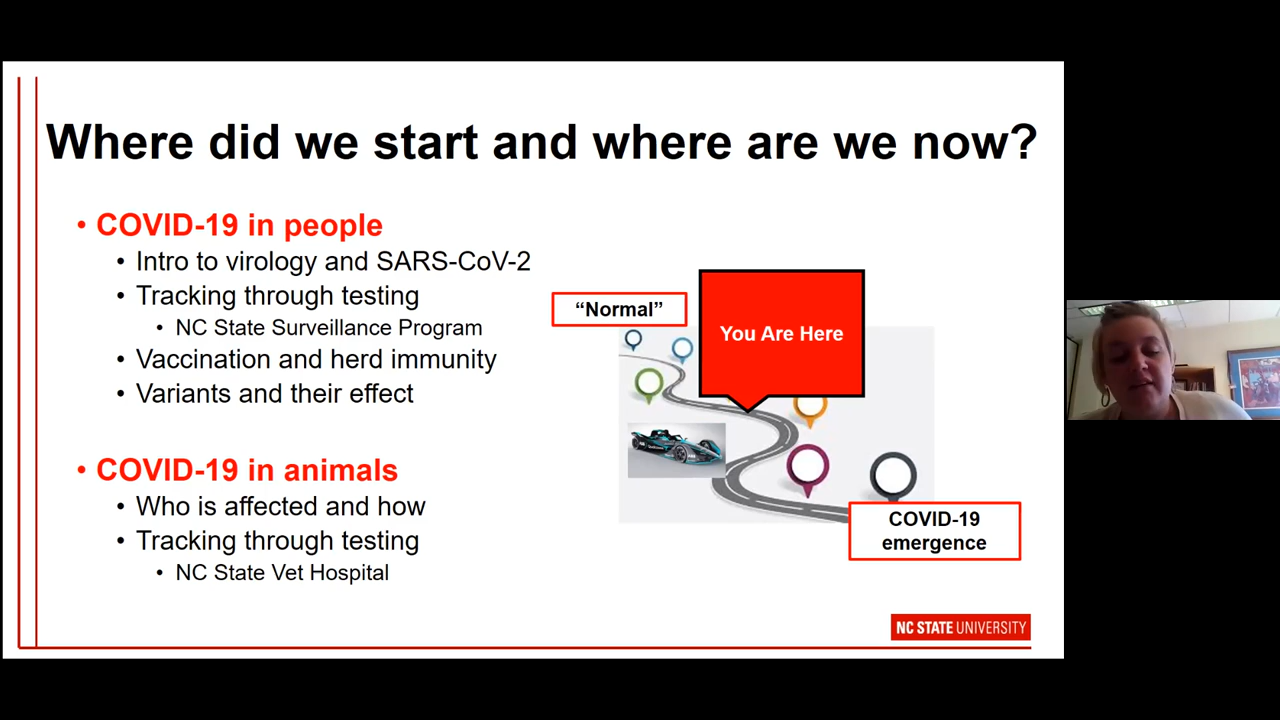 Where did we start and where are we now?
• COVID-19 in people
• Intro to virology and SARS-CoV-2
• Tracking through testing
• NC State Surveillance Program
• Vaccination and herd immunity
• Variants and their effect
• COVID-19 in animals
• Who is affected and how
• Tracking through testing
• NC State Vet Hospital
“Normal”
You Are Here
COVID-19
emergence
NC STATE UNIVERSITY